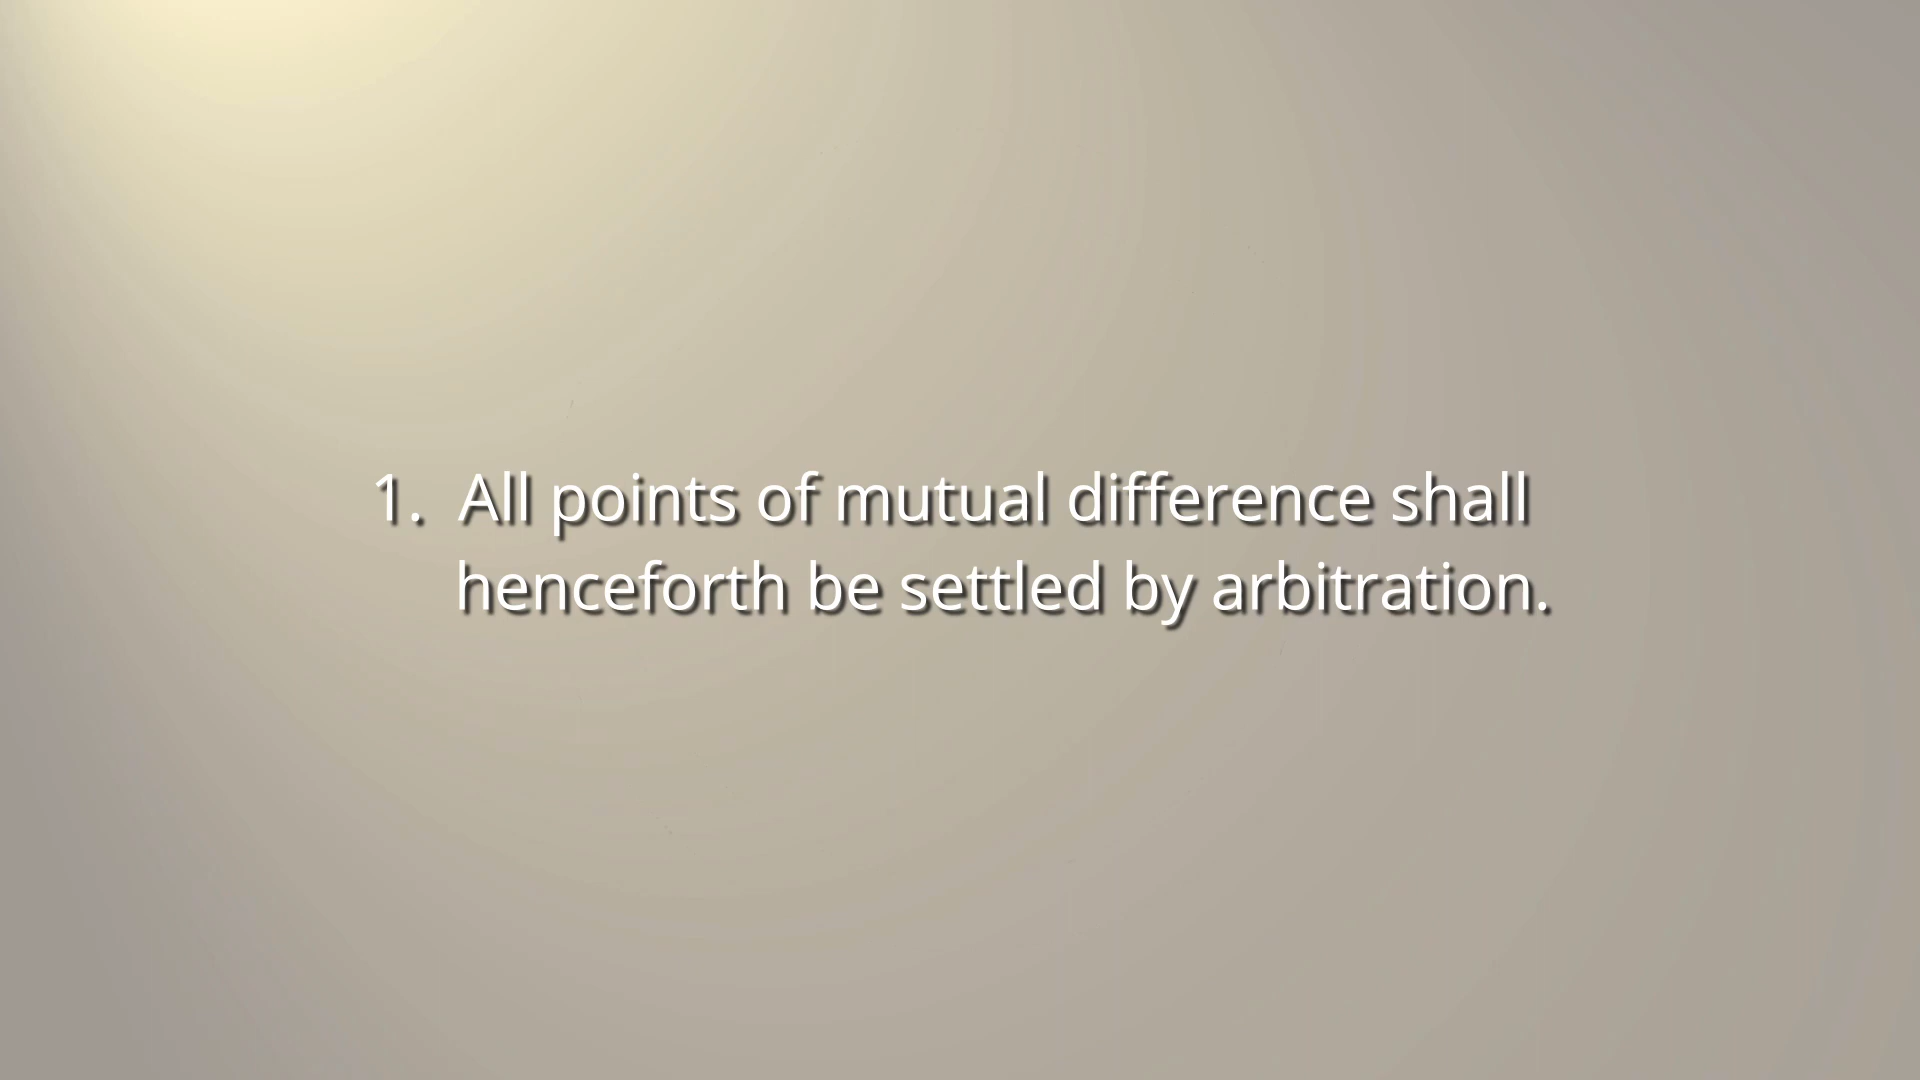 1. All points of mutual difference shall
henceforth be settled by arbitration.